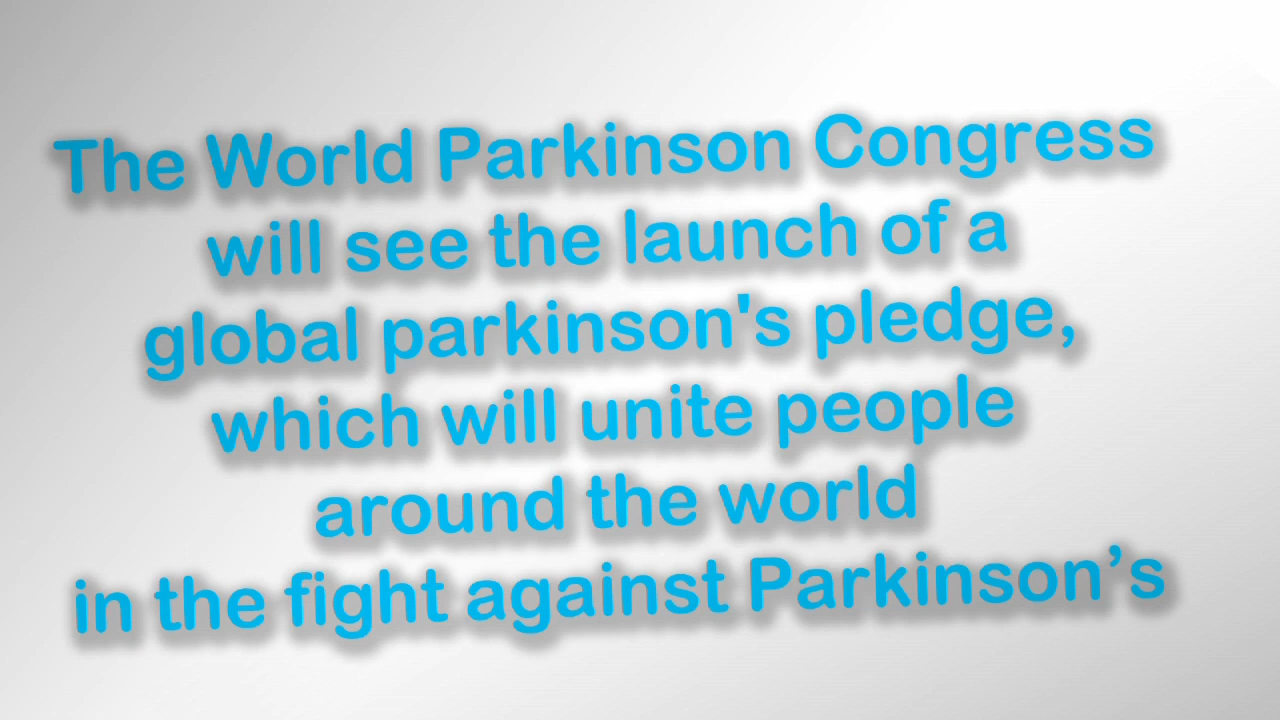 The World Parkinson Congress
will see the launch of a
global parkinson's pledge,
which will unite people
around the world
in the fight against Parkinson’s